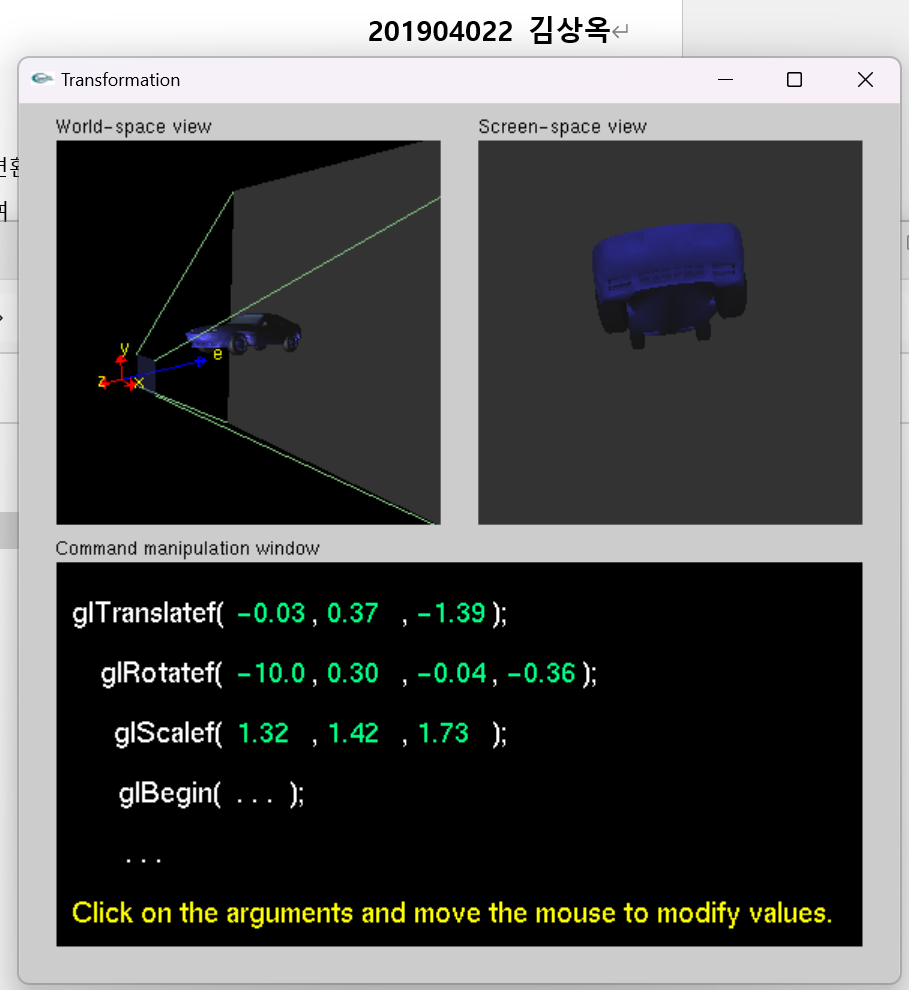 201904022 김상옥
Transformation
World-space view
Screen-space view
y
e
z
x
Command manipulation window
glTranslatef( -0.03 , 0.37 , -1.39 );
glRotatef( -10.0 , 0.30 , -0.04 , -0.36 );
glScalef( 1.32 , 1.42 , 1.73 );
glBegin( . . . );
. . .
Click on the arguments and move the mouse to modify values.